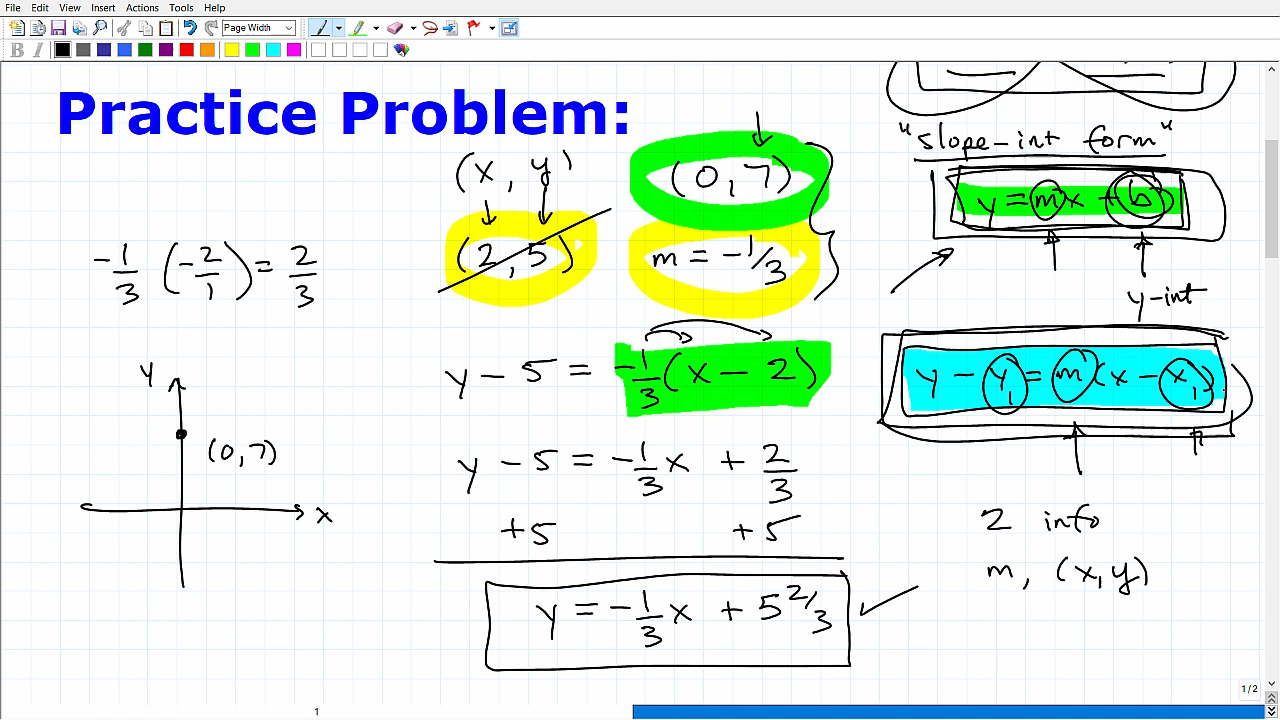 File Edit View Insert Actions Tools Help
Page Width
B I
Practice Problem:
(x, y)
(0, 7)
(2, 5)
m = -1/3
-1/3 (-2/1) = 2/3
y - 5 = -1/3(x - 2)
y - 5 = -1/3x + 2/3
+5 +5
y = -1/3x + 5 2/3
y
(0, 7)
x
"slope-int form"
y = mx + b
y-int
y - y₁ = m(x - x₁)
2 info
m, (x, y)
1/2
1